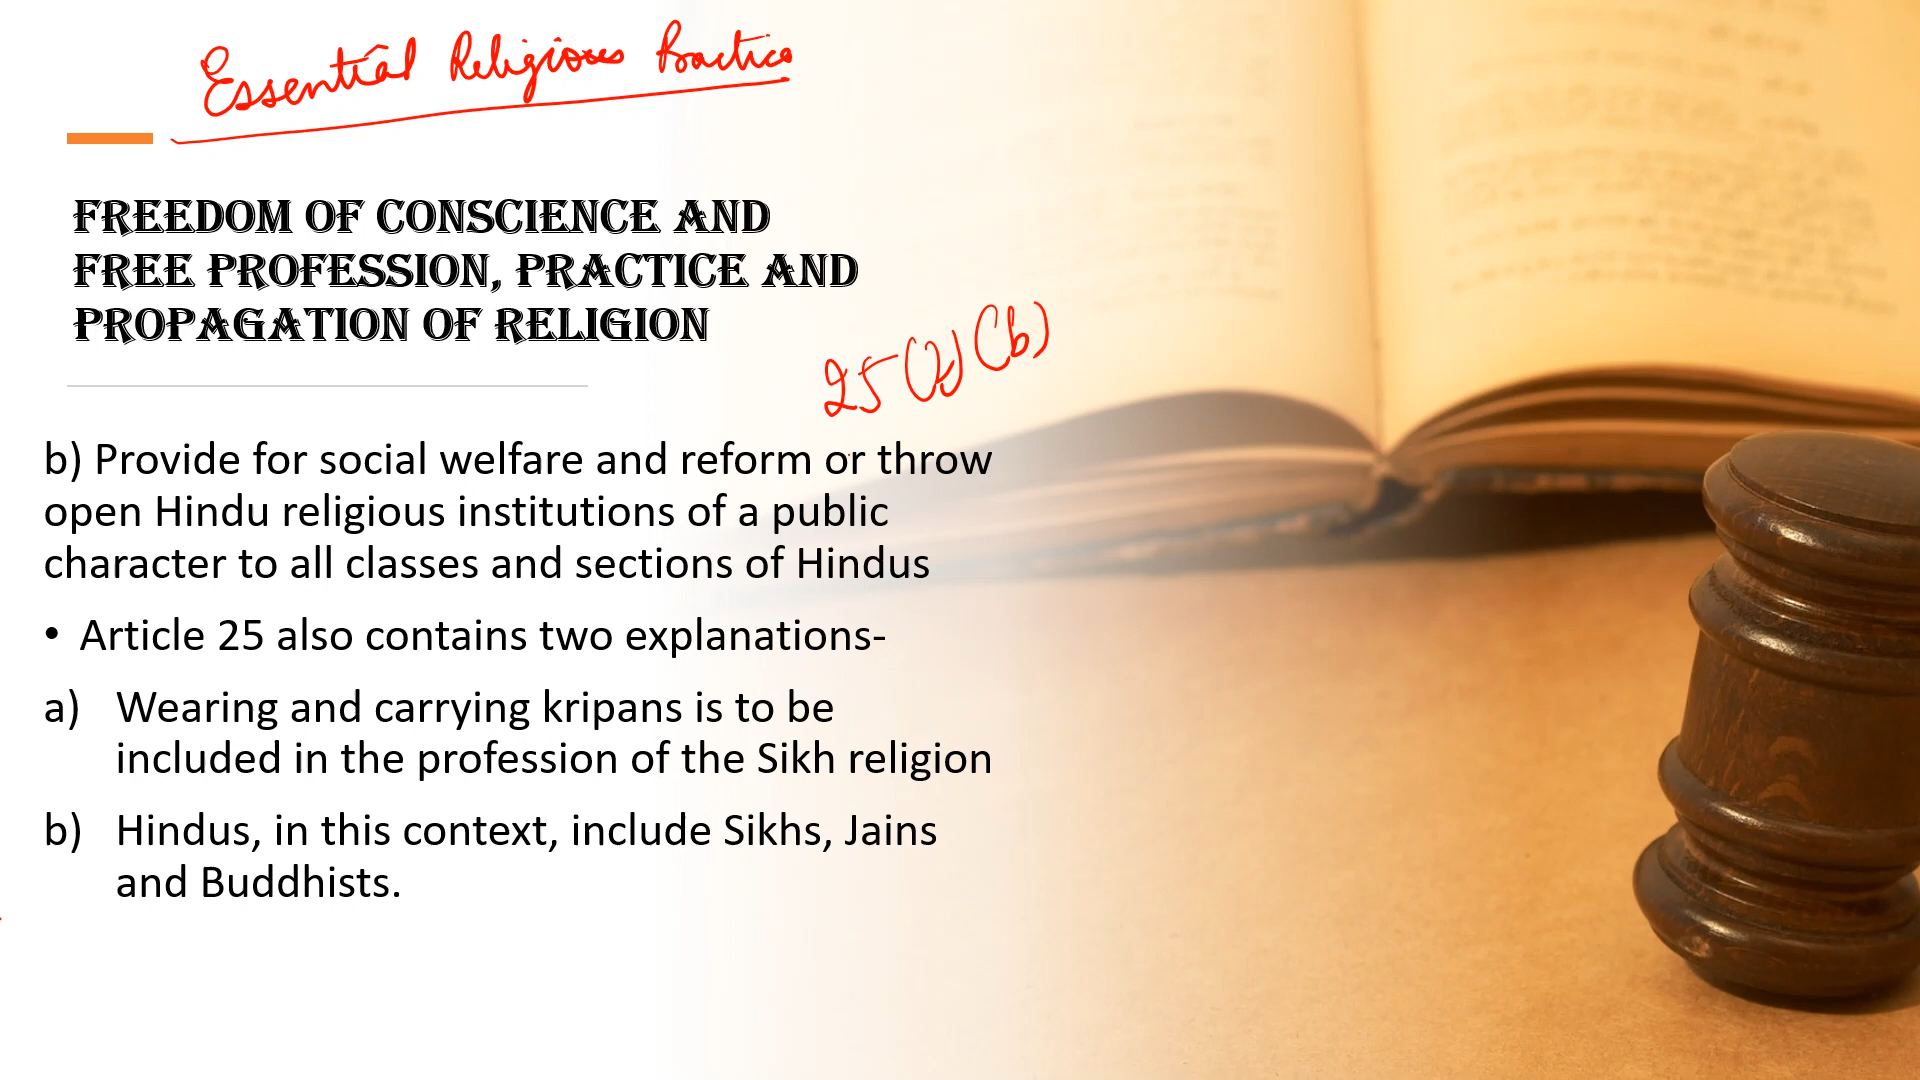 Essential Religious Practice
FREEDOM OF CONSCIENCE AND
FREE PROFESSION, PRACTICE AND
PROPAGATION OF RELIGION
25(2)(b)
b) Provide for social welfare and reform or throw
open Hindu religious institutions of a public
character to all classes and sections of Hindus
• Article 25 also contains two explanations-
a) Wearing and carrying kripans is to be
included in the profession of the Sikh religion
b) Hindus, in this context, include Sikhs, Jains
and Buddhists.